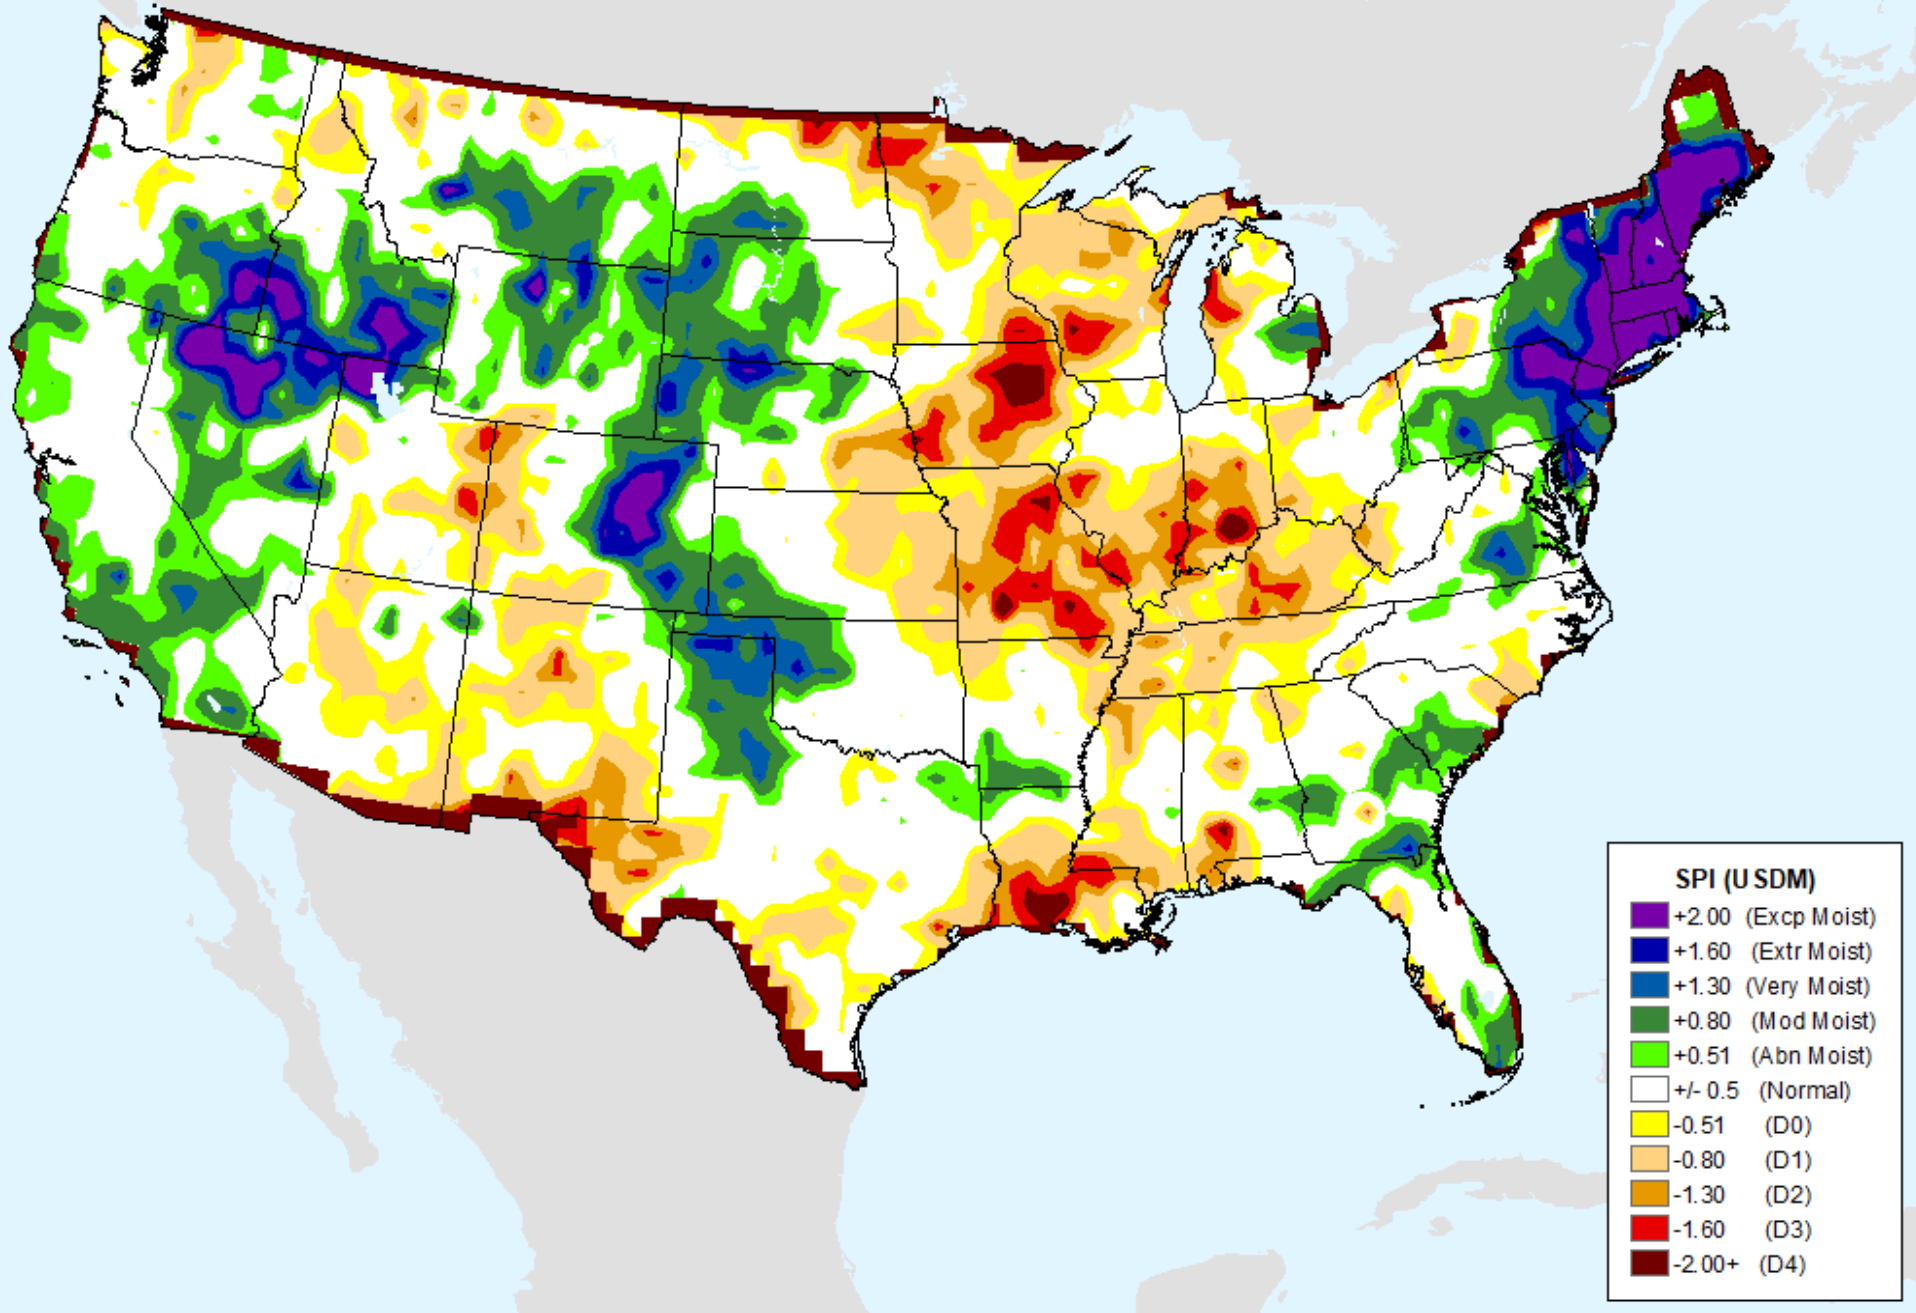 SPI (USDM)
+2.00 (Excp Moist)
+1.60 (Extr Moist)
+1.30 (Very Moist)
+0.80 (Mod Moist)
+0.51 (Abn Moist)
+/- 0.5 (Normal)
-0.51 (D0)
-0.80 (D1)
-1.30 (D2)
-1.60 (D3)
-2.00+ (D4)